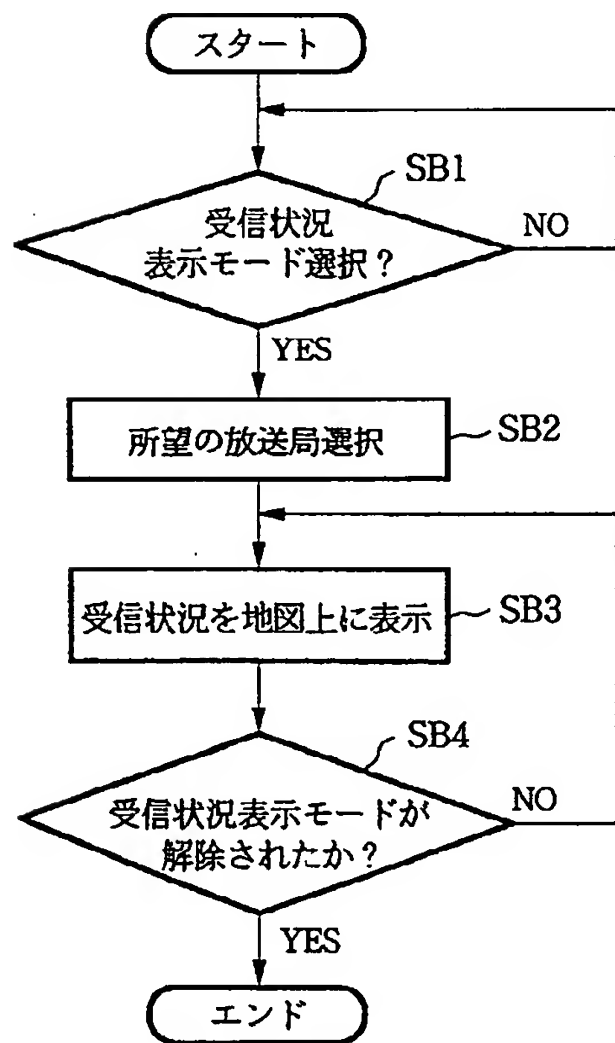 スタート
SB1
受信状況
表示モード選択？
NO
YES
所望の放送局選択
SB2
受信状況を地図上に表示
SB3
SB4
受信状況表示モードが
解除されたか？
NO
YES
エンド